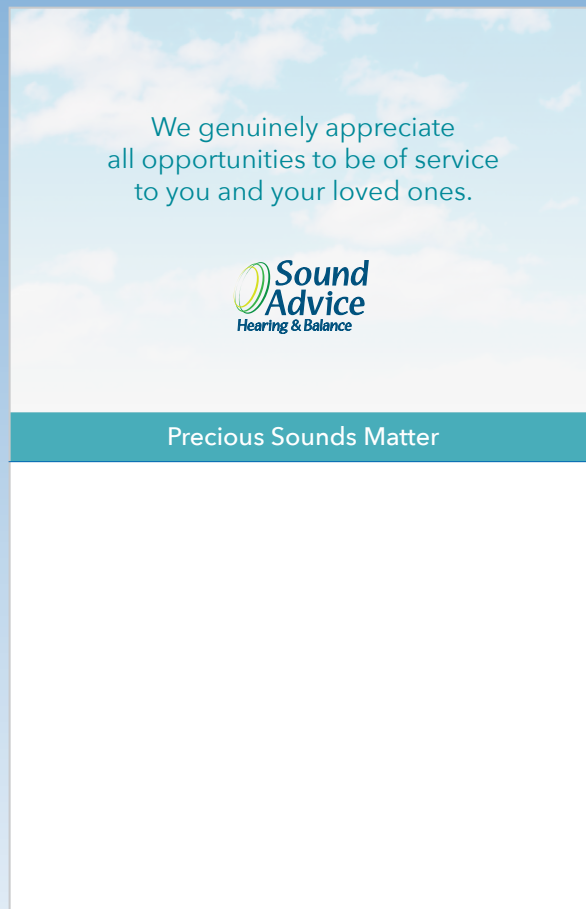 We genuinely appreciate
all opportunities to be of service
to you and your loved ones.
Sound
Advice
Hearing & Balance
Precious Sounds Matter